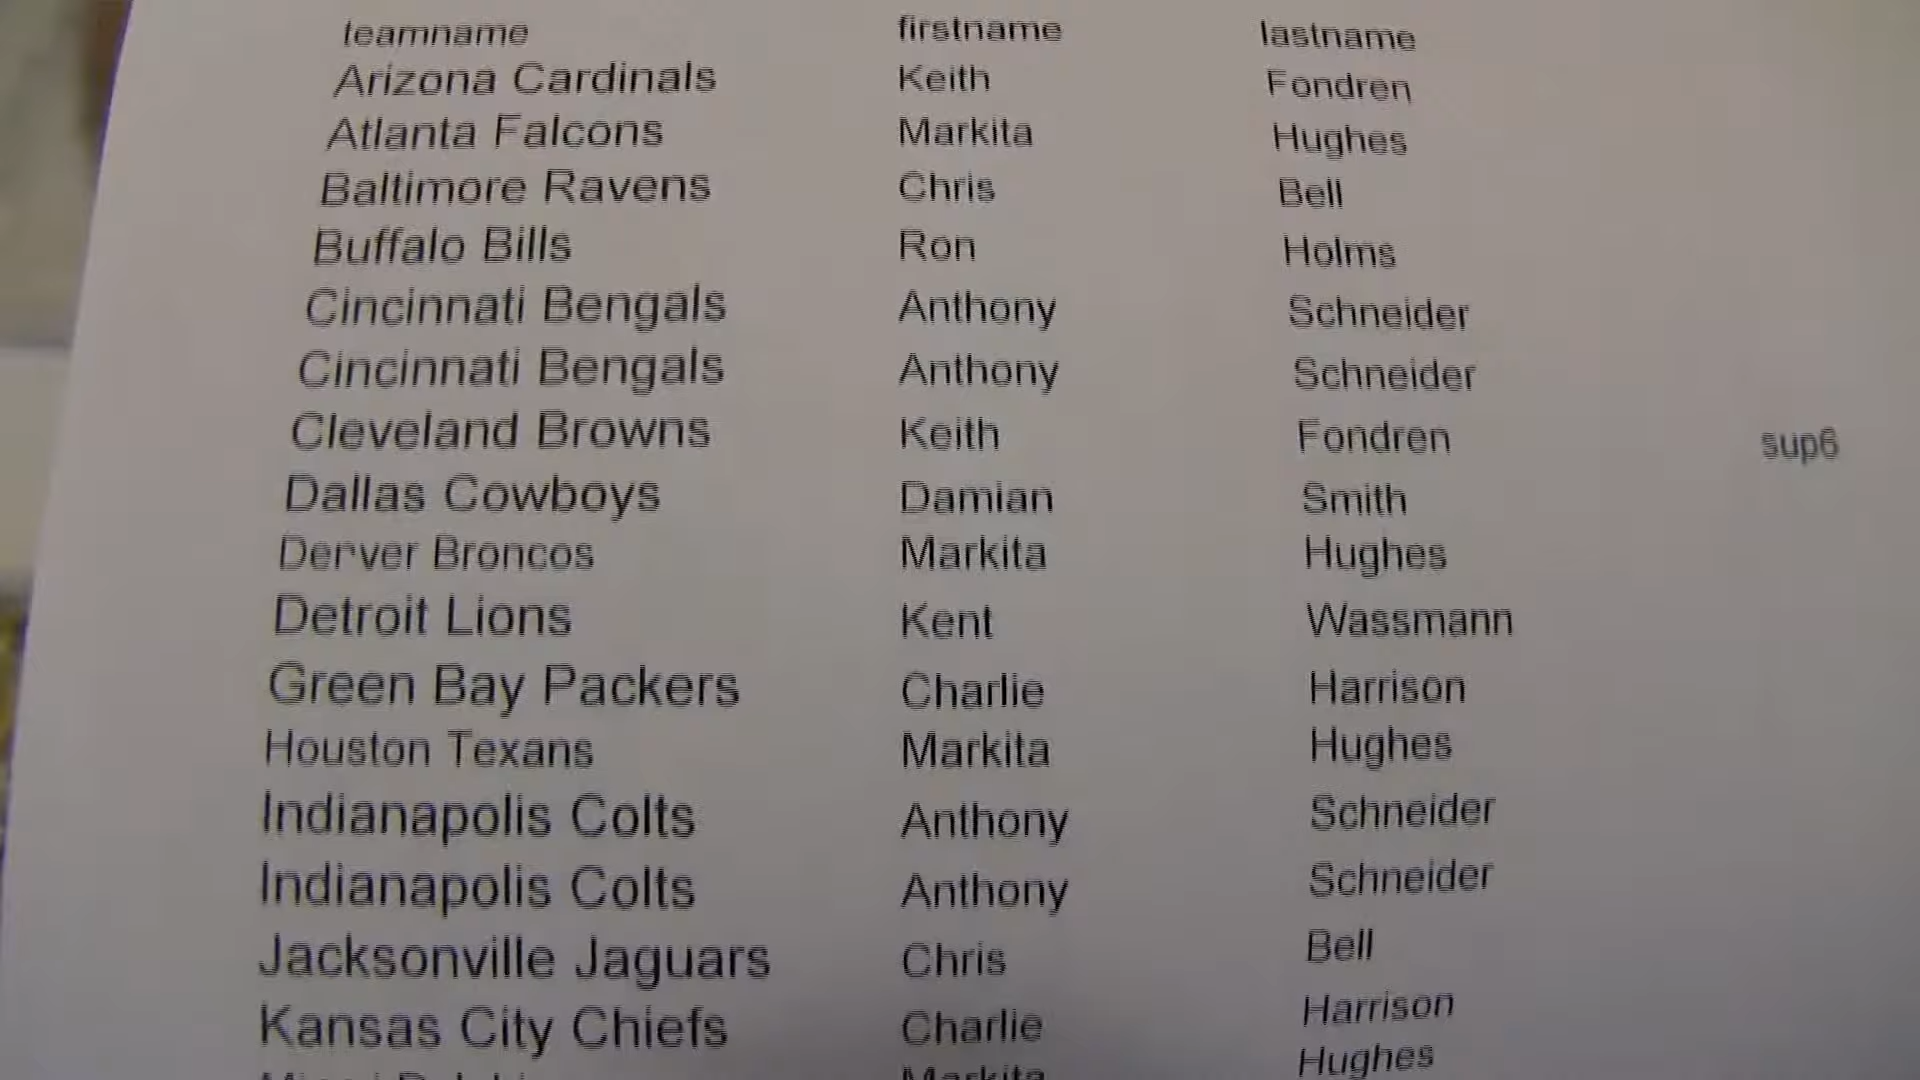 teamname firstname lastname
Arizona Cardinals Keith Fondren
Atlanta Falcons Markita Hughes
Baltimore Ravens Chris Bell
Buffalo Bills Ron Holms
Cincinnati Bengals Anthony Schneider
Cincinnati Bengals Anthony Schneider
Cleveland Browns Keith Fondren sup6
Dallas Cowboys Damian Smith
Denver Broncos Markita Hughes
Detroit Lions Kent Wassmann
Green Bay Packers Charlie Harrison
Houston Texans Markita Hughes
Indianapolis Colts Anthony Schneider
Indianapolis Colts Anthony Schneider
Jacksonville Jaguars Chris Bell
Kansas City Chiefs Charlie Harrison
Markita Hughes